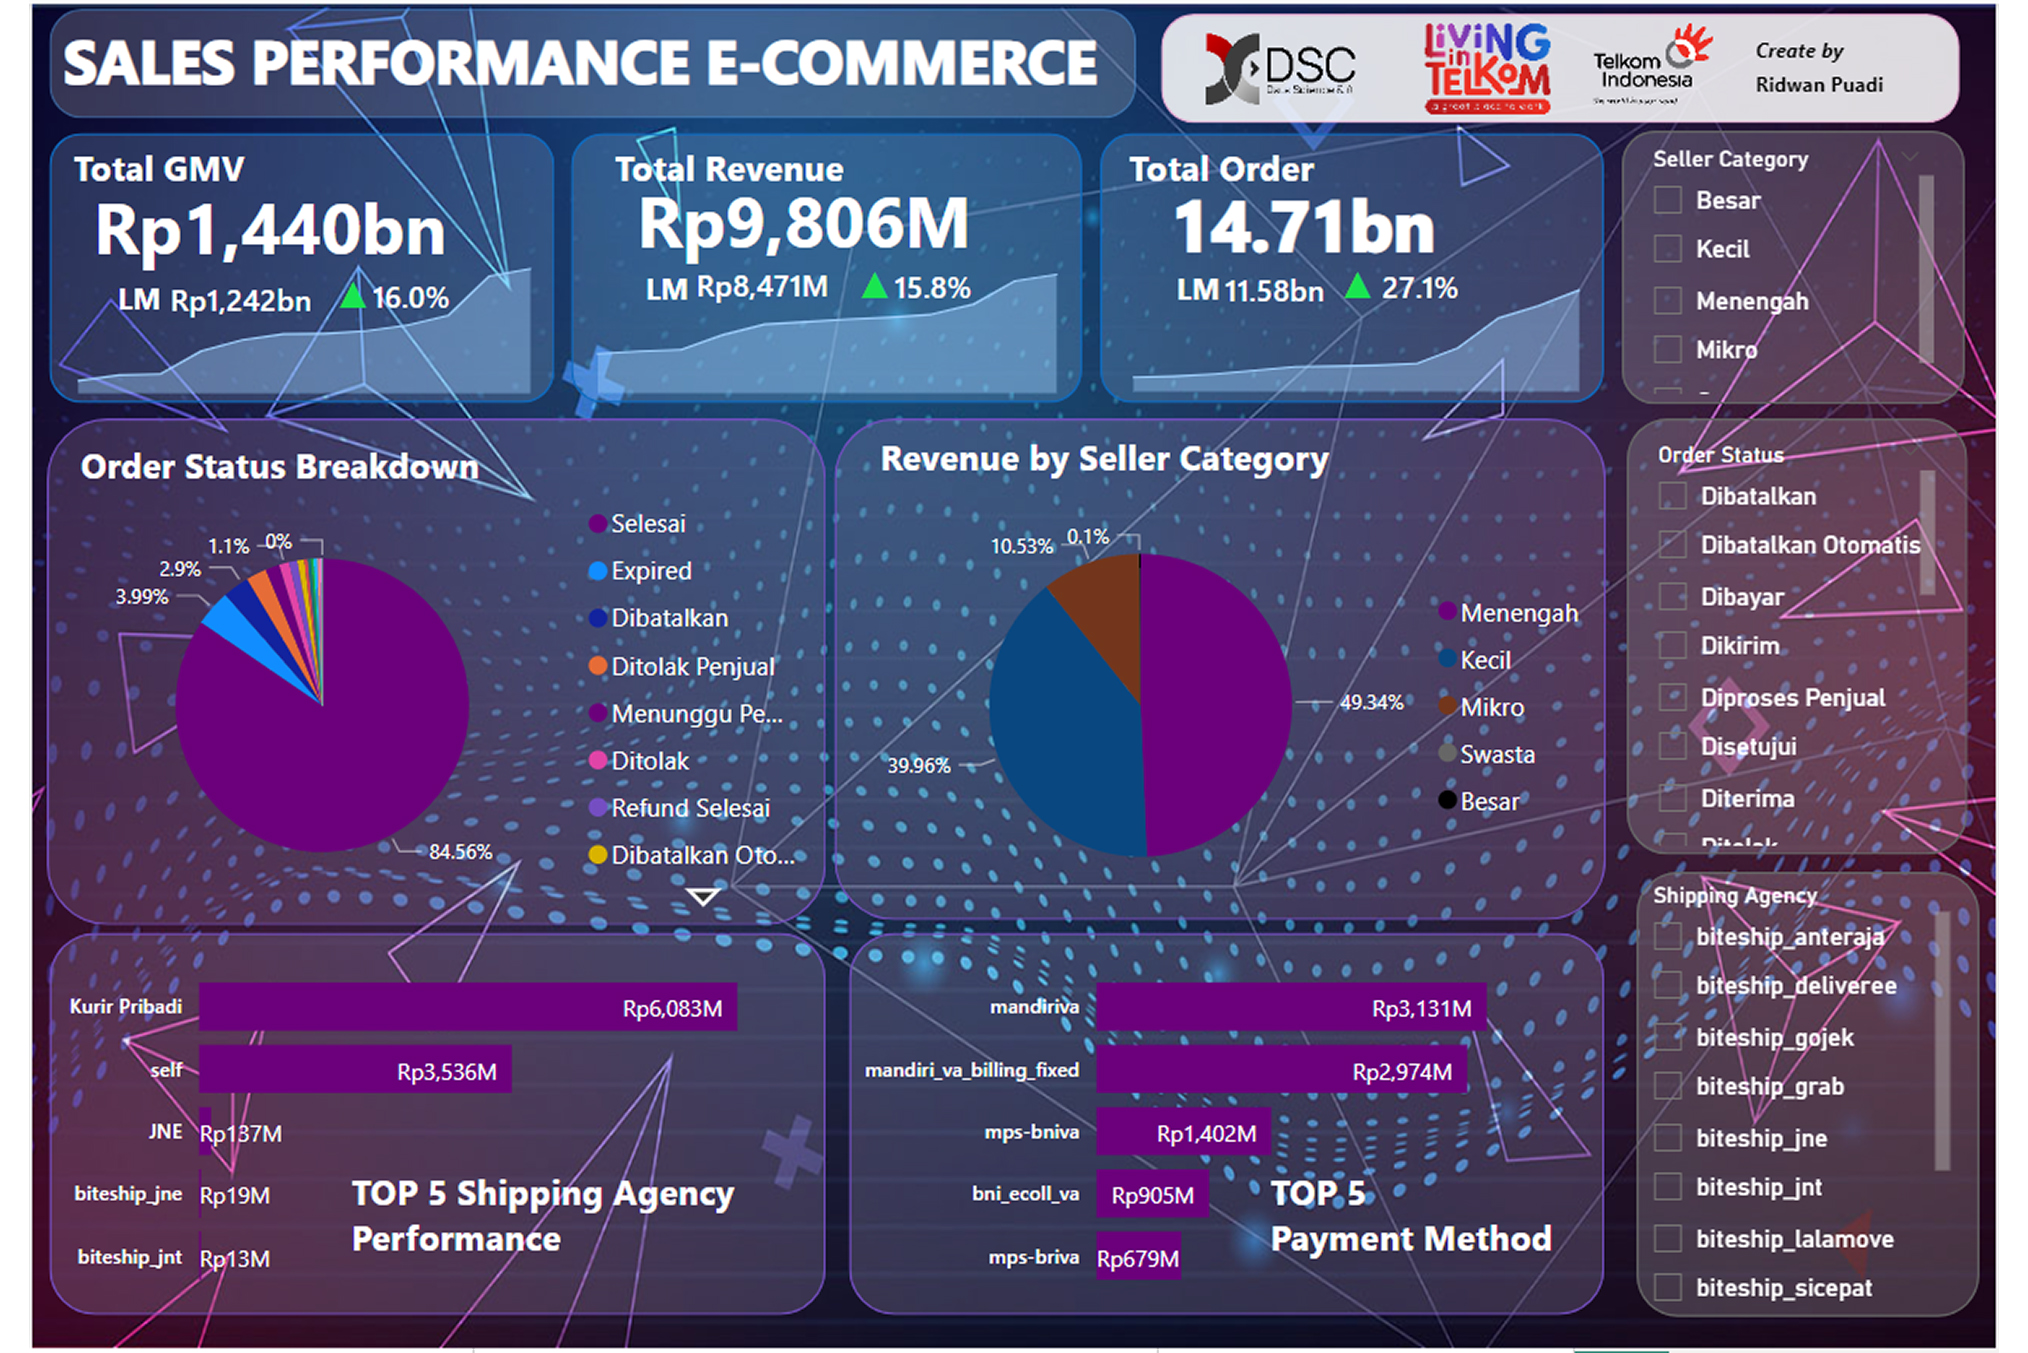 SALES PERFORMANCE E-COMMERCE
DSC
LiViNG
in
TELKOM
Telkom
Indonesia
Create by
Ridwan Puadi
Total GMV
Rp1,440bn
LM Rp1,242bn 16.0%
Total Revenue
Rp9,806M
LM Rp8,471M 15.8%
Total Order
14.71bn
LM 11.58bn 27.1%
Seller Category
Besar
Kecil
Menengah
Mikro
Order Status Breakdown
1.1%
0%
2.9%
3.99%
84.56%
Selesai
Expired
Dibatalkan
Ditolak Penjual
Menunggu Pe...
Ditolak
Refund Selesai
Dibatalkan Oto...
Revenue by Seller Category
10.53%
0.1%
49.34%
39.96%
Menengah
Kecil
Mikro
Swasta
Besar
Order Status
Dibatalkan
Dibatalkan Otomatis
Dibayar
Dikirim
Diproses Penjual
Disetujui
Diterima
Ditolak
Kurir Pribadi Rp6,083M
self Rp3,536M
JNE Rp137M
biteship_jne Rp19M
biteship_jnt Rp13M
TOP 5 Shipping Agency
Performance
mandiriva Rp3,131M
mandiri_va_billing_fixed Rp2,974M
mps-bniva Rp1,402M
bni_ecoll_va Rp905M
mps-briva Rp679M
TOP 5
Payment Method
Shipping Agency
biteship_anteraja
biteship_deliveree
biteship_gojek
biteship_grab
biteship_jne
biteship_jnt
biteship_lalamove
biteship_sicepat